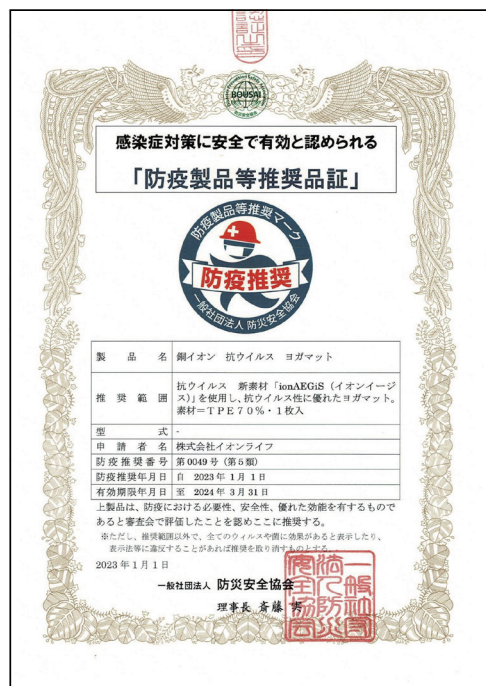 BOUSAI
感染症対策に安全で有効と認められる
「防疫製品等推奨品証」
防疫製品等推奨マーク
防疫推奨
一般社団法人 防災安全協会
製品名 銅イオン 抗ウイルス ヨガマット
推奨範囲 抗ウイルス 新素材「ionAEGiS（イオンイージ
ス）」を使用し、抗ウイルス性に優れたヨガマット。
素材＝TPE70％・1枚入
型式 -
申請者名 株式会社イオンライフ
防疫推奨番号 第0049号（第5類）
防疫推奨年月日 自 2023年1月1日
有効期限年月日 至 2024年3月31日
上製品は、防疫における必要性、安全性、優れた効能を有するもので
あると審査会で評価したことを認めここに推奨する。
※ただし、推奨範囲以外で、全てのウィルスや菌に効果があると表示したり、
表示法等に違反することがあれば推奨を取り消すものとする。
2023年1月1日
一般社団法人 防災安全協会
理事長 斎藤 実